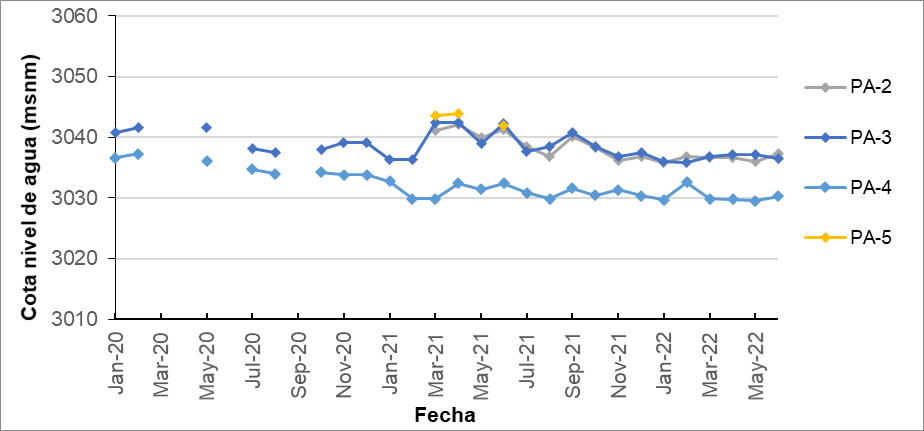 Cota nivel de agua (msnm)
3060
3050
3040
3030
3020
3010
Jan-20
Mar-20
May-20
Jul-20
Sep-20
Nov-20
Jan-21
Mar-21
May-21
Jul-21
Sep-21
Nov-21
Jan-22
Mar-22
May-22
Fecha
PA-2
PA-3
PA-4
PA-5